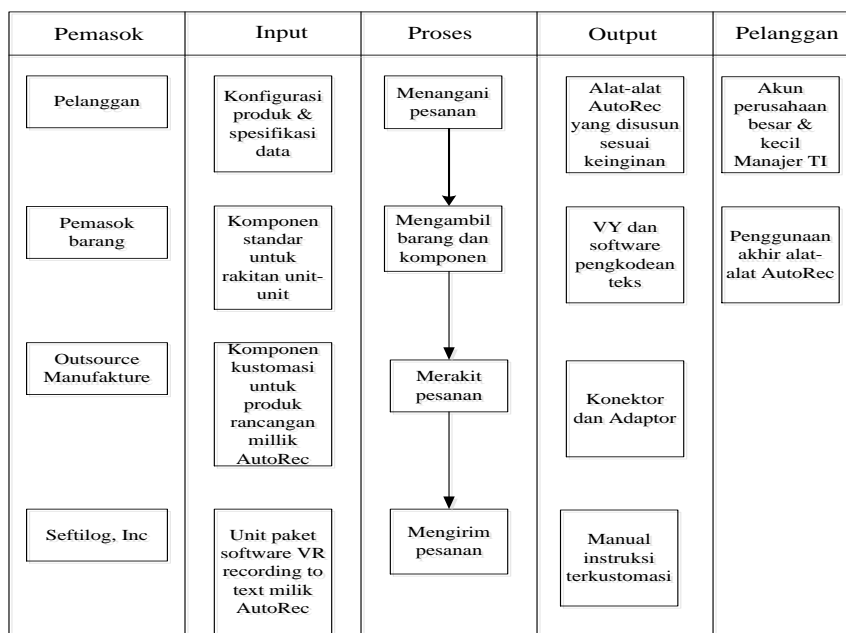 Pemasok
Input
Proses
Output
Pelanggan
Pelanggan
Konfigurasi
produk &
spesifikasi
data
Menangani
pesanan
Alat-alat
AutoRec
yang disusun
sesuai
keinginan
Akun
perusahaan
besar &
kecil
Manajer TI
Pemasok
barang
Komponen
standar
untuk
rakitan unit-
unit
Mengambil
barang dan
komponen
VY dan
software
pengkodean
teks
Penggunaan
akhir alat-
alat AutoRec
Outsource
Manufakture
Komponen
kustomasi
untuk
produk
rancangan
millik
AutoRec
Merakit
pesanan
Konektor
dan Adaptor
Seftilog, Inc
Unit paket
software VR
recording to
text milik
AutoRec
Mengirim
pesanan
Manual
instruksi
terkustomasi